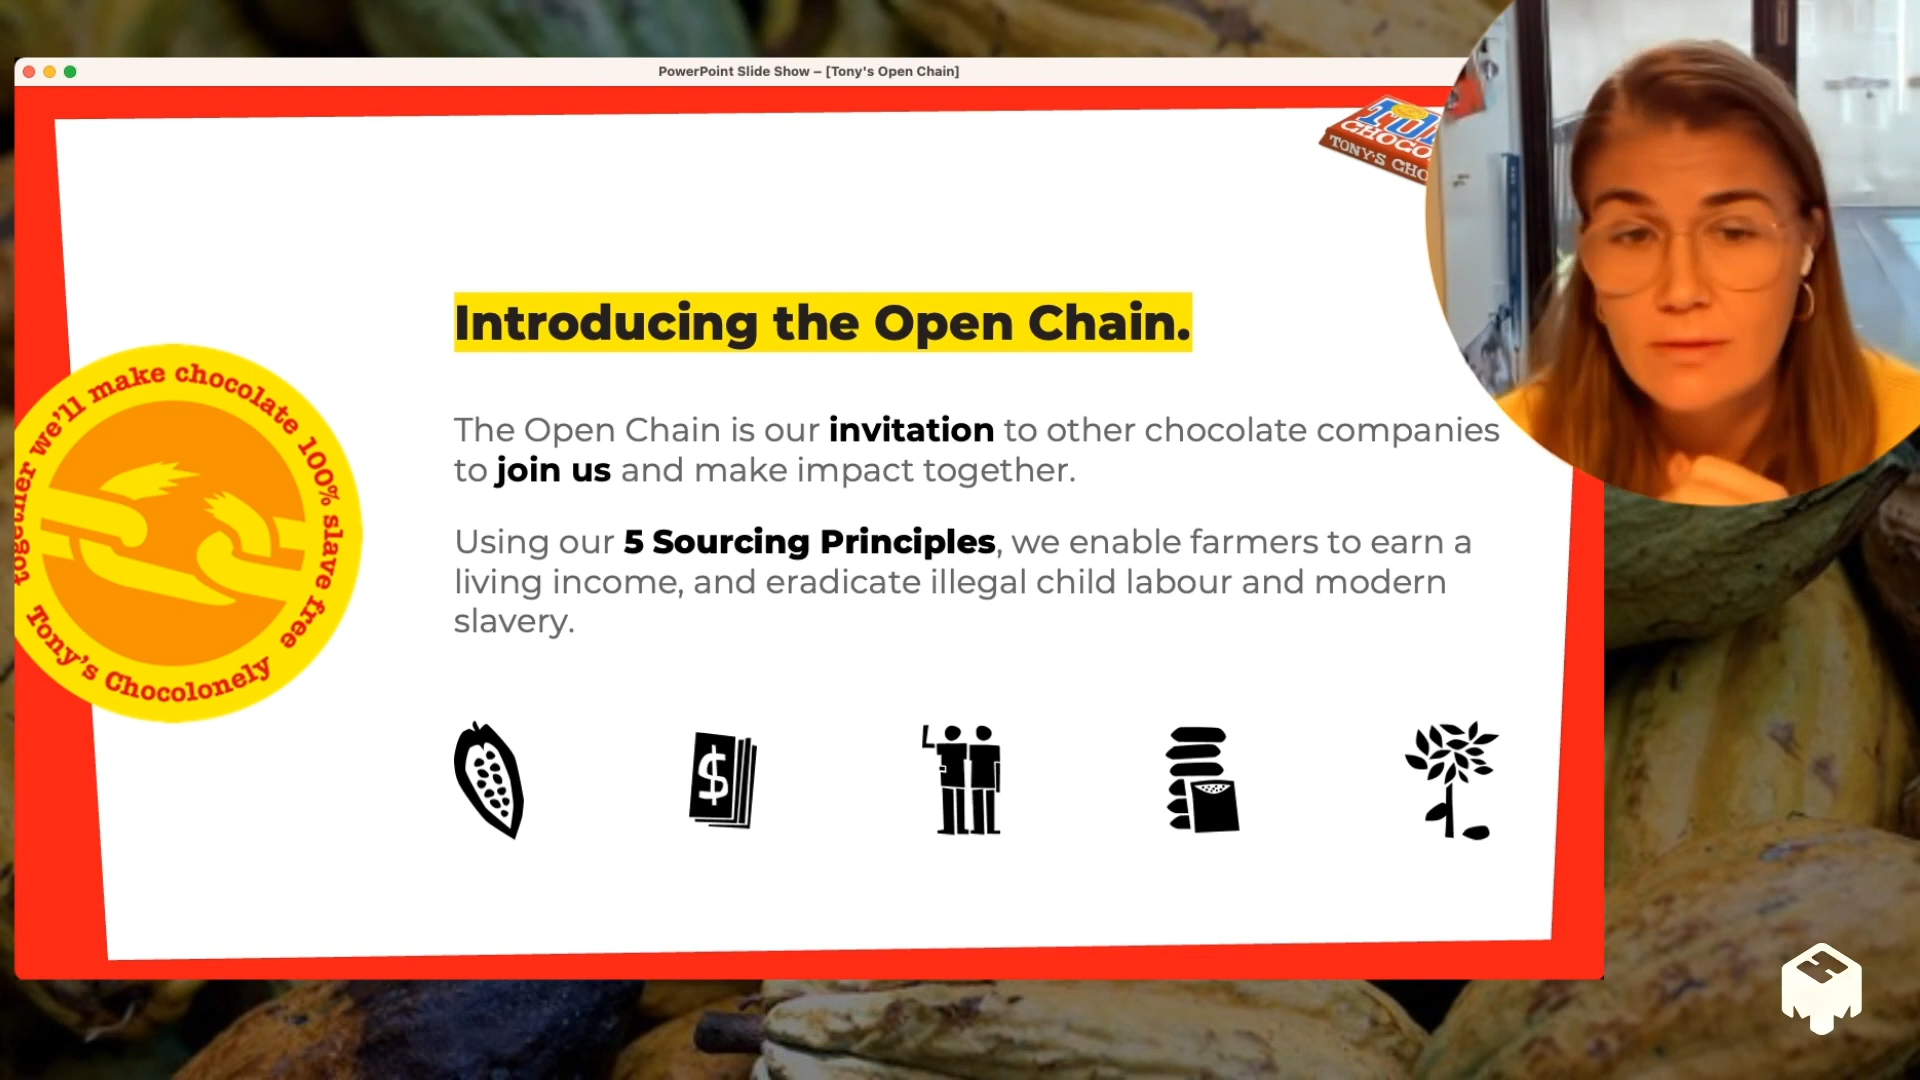 PowerPoint Slide Show – [Tony's Open Chain]
TONY'S CHO
Introducing the Open Chain.
The Open Chain is our invitation to other chocolate companies
to join us and make impact together.
Using our 5 Sourcing Principles, we enable farmers to earn a
living income, and eradicate illegal child labour and modern
slavery.
together we'll make chocolate 100% slave free
Tony's Chocolonely
$